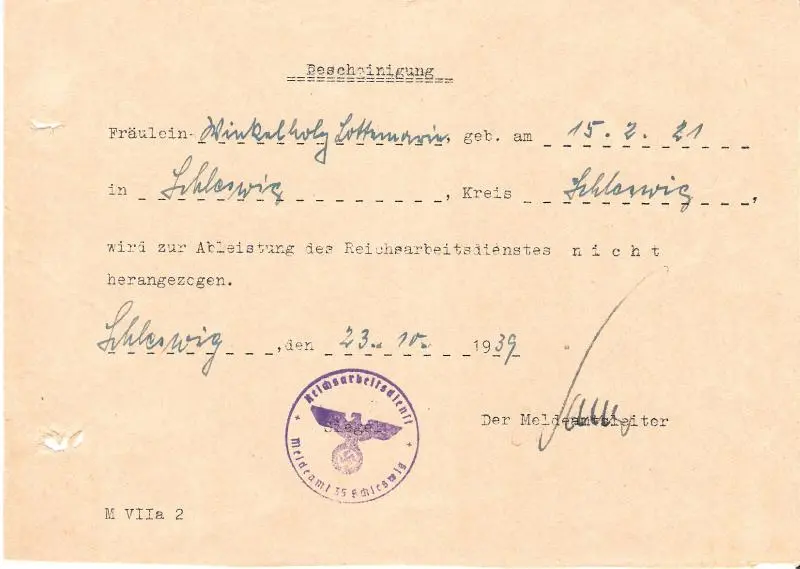 Bescheinigung
Fräulein Winkelholz Lottemarie, geb. am 15. 2. 21
in Schleswig, Kreis Schleswig,
wird zur Ableistung des Reichsarbeitsdienstes n i c h t
herangezogen.
Schleswig, den 23. 10. 1939
Reichsarbeitsdienst
Siegel
Meldeamt 35 Schleswig
Der Meldeamtsleiter
M VIIa 2